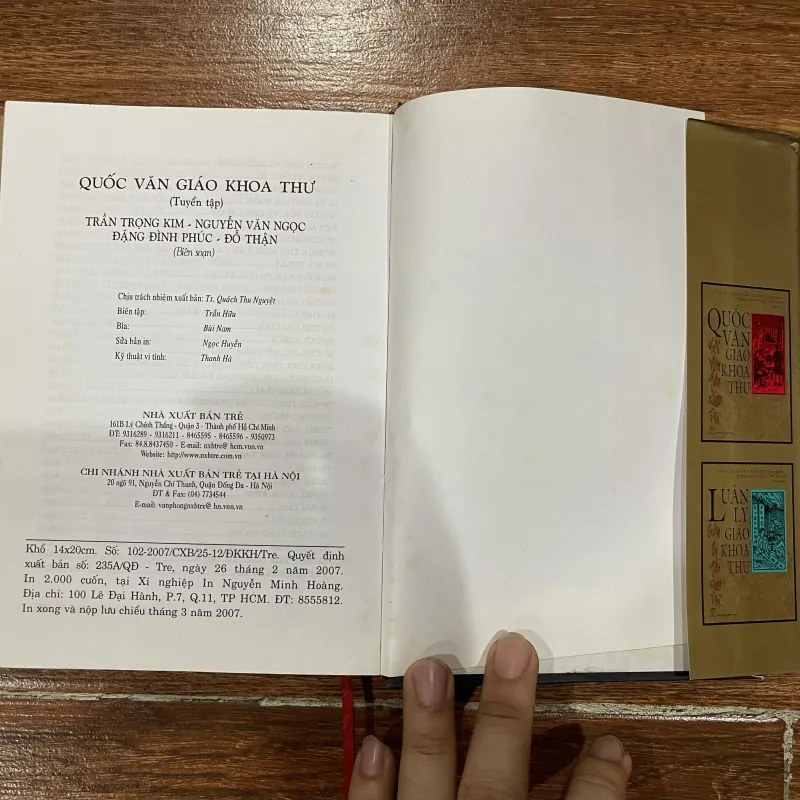 QUỐC VĂN GIÁO KHOA THƯ
(Tuyển tập)
TRẦN TRỌNG KIM - NGUYỄN VĂN NGỌC
ĐẶNG ĐÌNH PHÚC - ĐỖ THẬN
(Biên soạn)
Chịu trách nhiệm xuất bản: Ts. Quách Thu Nguyệt
Biên tập: Trần Hữu
Bìa: Bùi Nam
Sửa bản in: Ngọc Huyền
Kỹ thuật vi tính: Thanh Hà
NHÀ XUẤT BẢN TRẺ
161B Lý Chính Thắng - Quận 3 - Thành phố Hồ Chí Minh
ĐT: 9316289 - 9316211 - 8465595 - 8465596 - 9350973
Fax: 84.8.8437450 - E-mail: nxbtre@ hcm.vnn.vn
Website: http://www.nxbtre.com.vn
CHI NHÁNH NHÀ XUẤT BẢN TRẺ TẠI HÀ NỘI
20 ngõ 91, Nguyễn Chí Thanh, Quận Đống Đa - Hà Nội
ĐT & Fax: (04) 7734544
E-mail: vanphongnxbtre@ hn.vnn.vn
Khổ 14x20cm. Số: 102-2007/CXB/25-12/ĐKKH/Tre. Quyết định
xuất bản số: 235A/QĐ - Tre, ngày 26 tháng 2 năm 2007.
In 2.000 cuốn, tại Xí nghiệp In Nguyễn Minh Hoàng.
Địa chỉ: 100 Lê Đại Hành, P.7, Q.11, TP HCM. ĐT: 8555812.
In xong và nộp lưu chiểu tháng 3 năm 2007.
QUỐC
VĂN
GIÁO
KHOA
THƯ
LUÂN
LÝ
GIÁO
KHOA
THƯ